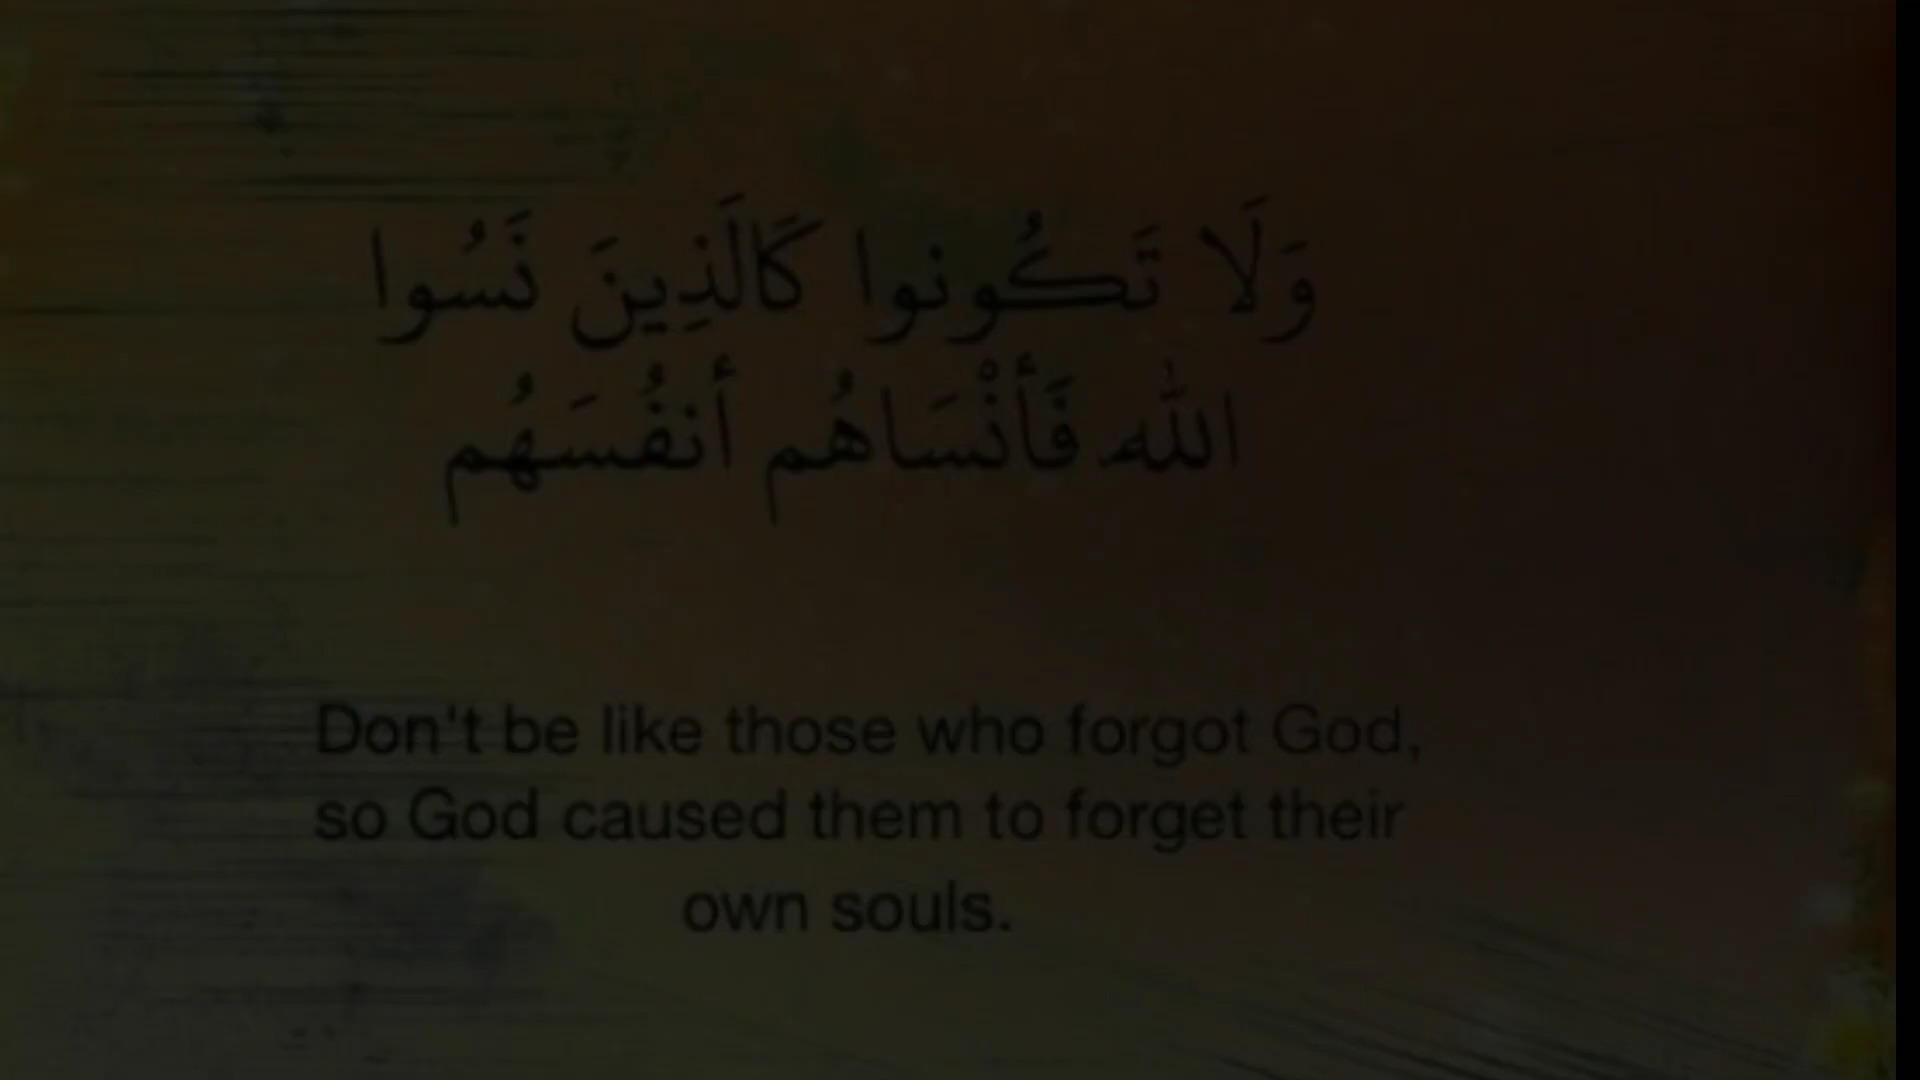 وَلَا تَكُونوا كَالَذِينَ نَسُوا
الله فَأَنْسَاهُم أَنفُسَهُم
Don't be like those who forgot God,
so God caused them to forget their
own souls.